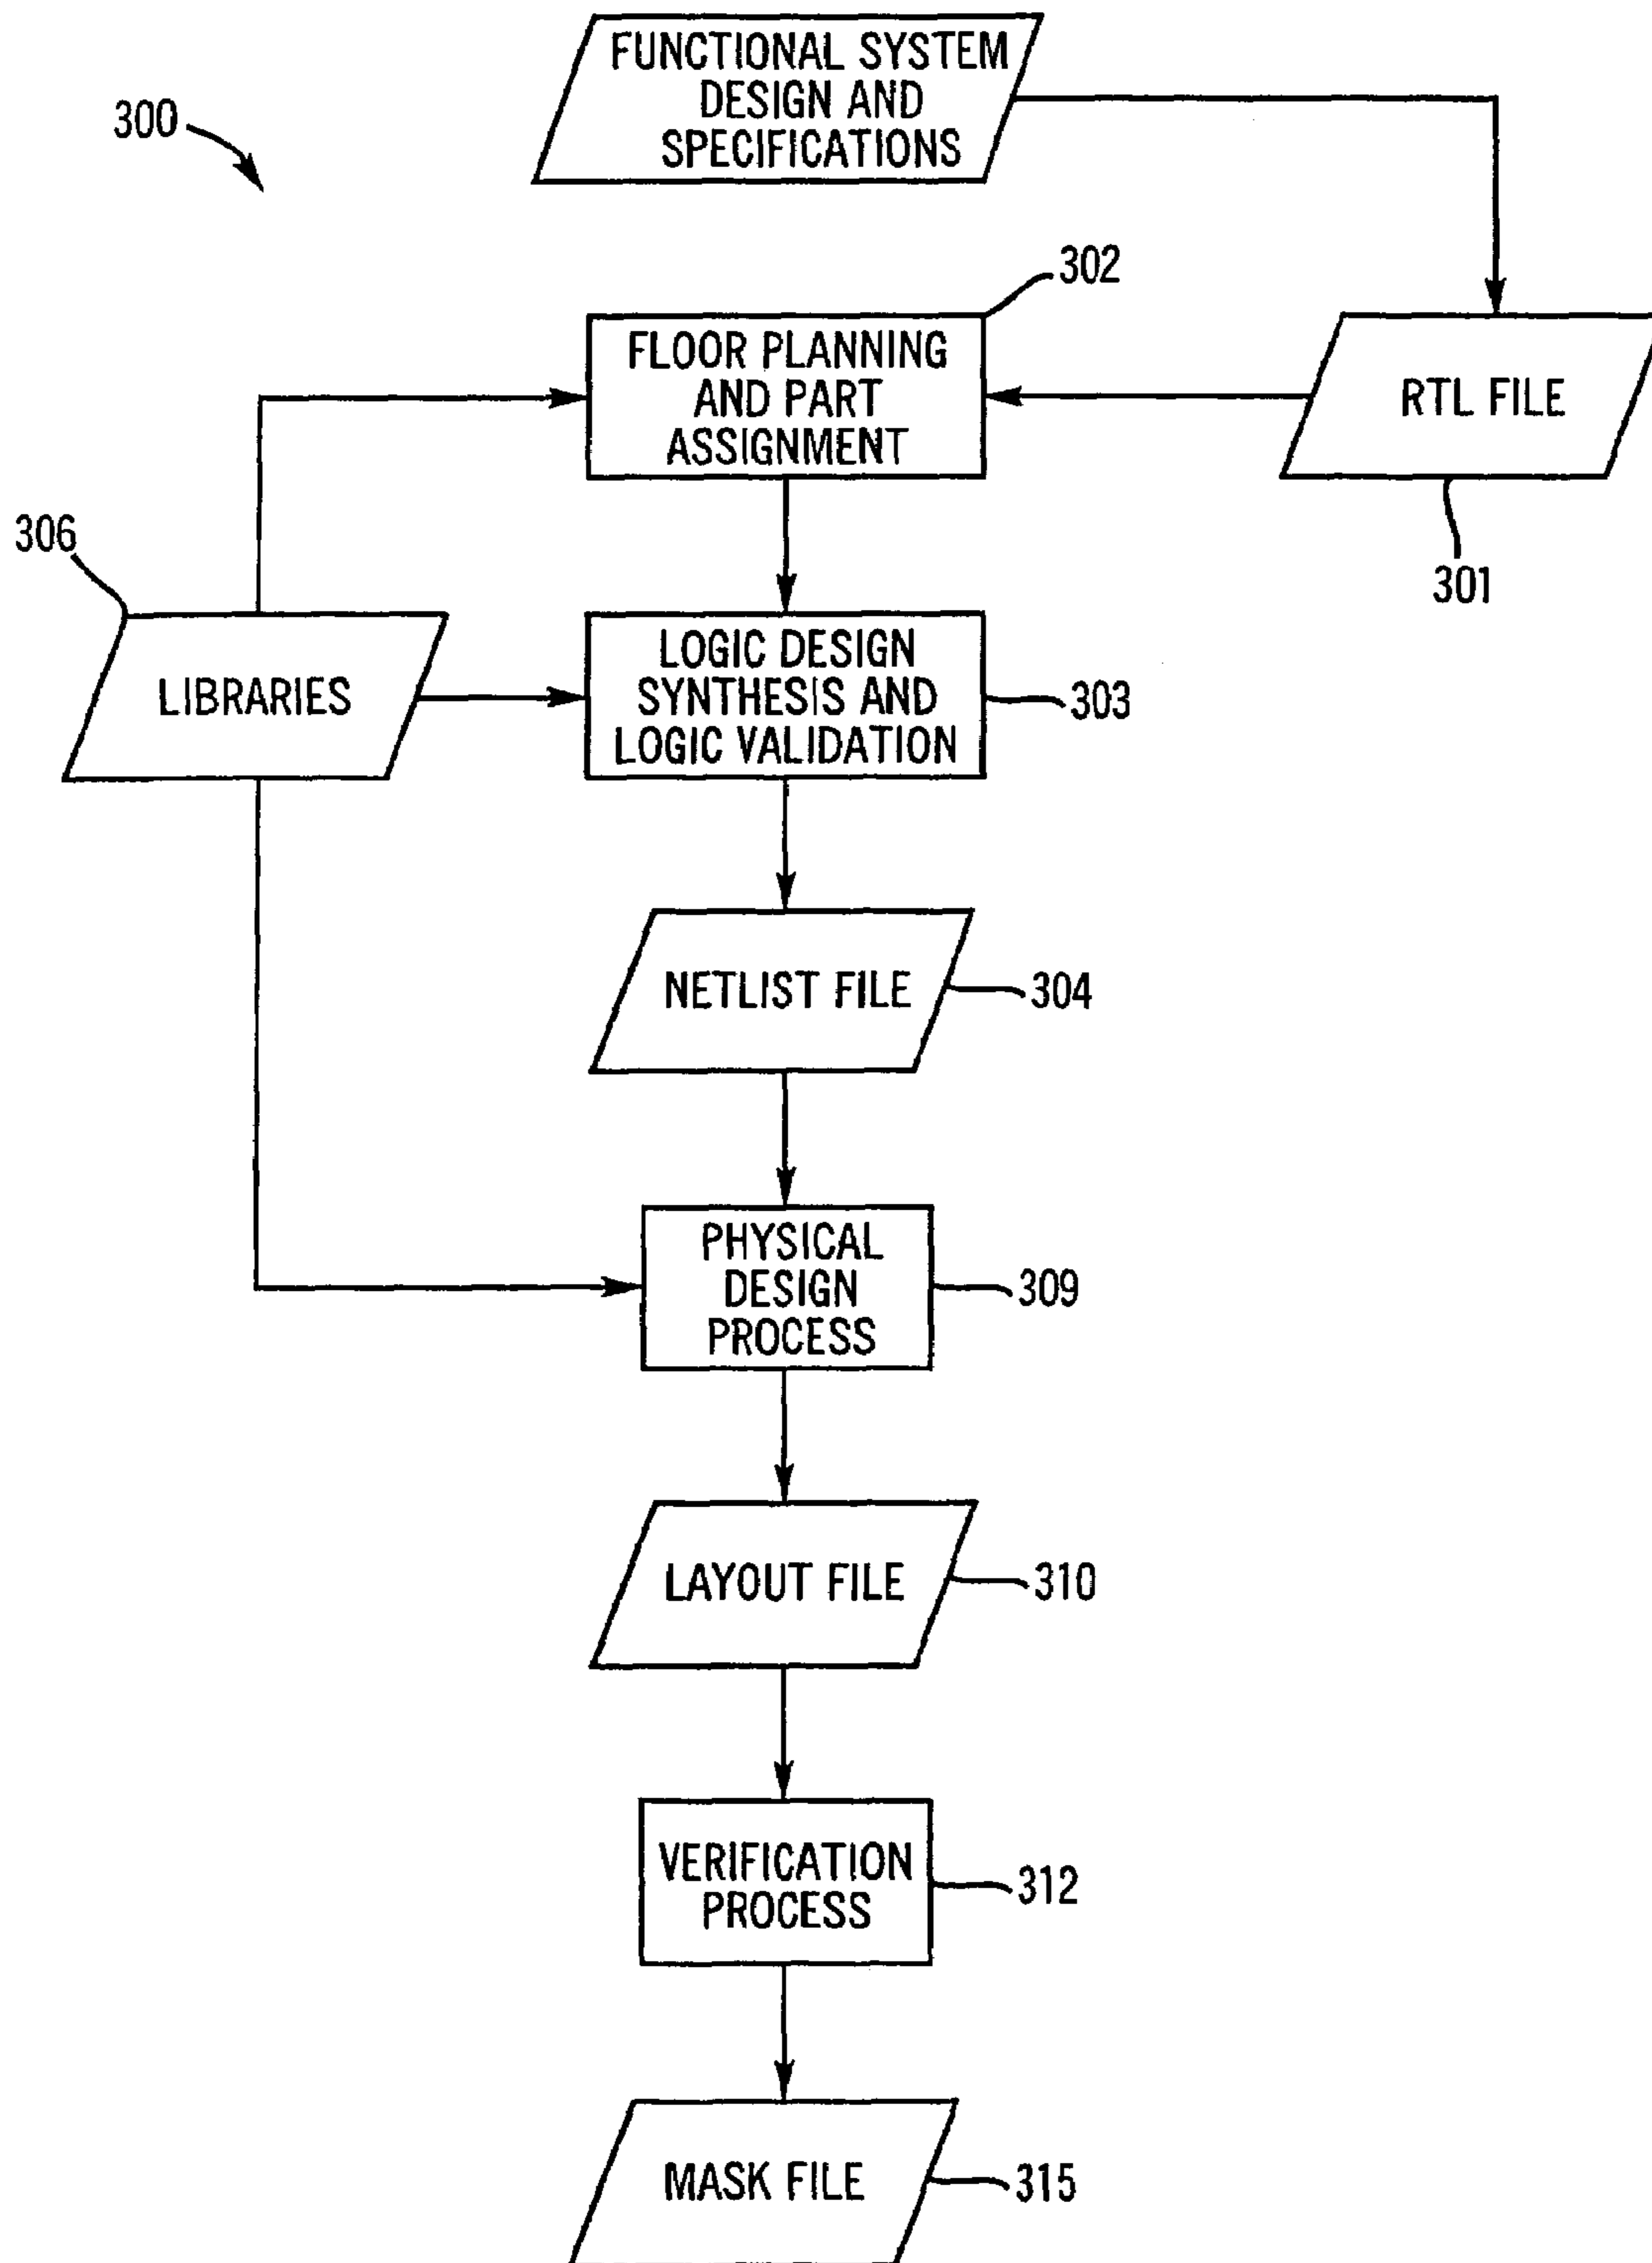 FUNCTIONAL SYSTEM
DESIGN AND
SPECIFICATIONS
300
302
FLOOR PLANNING
AND PART
ASSIGNMENT
RTL FILE
301
306
LIBRARIES
LOGIC DESIGN
SYNTHESIS AND
LOGIC VALIDATION
303
NETLIST FILE
304
PHYSICAL
DESIGN
PROCESS
309
LAYOUT FILE
310
VERIFICATION
PROCESS
312
MASK FILE
315